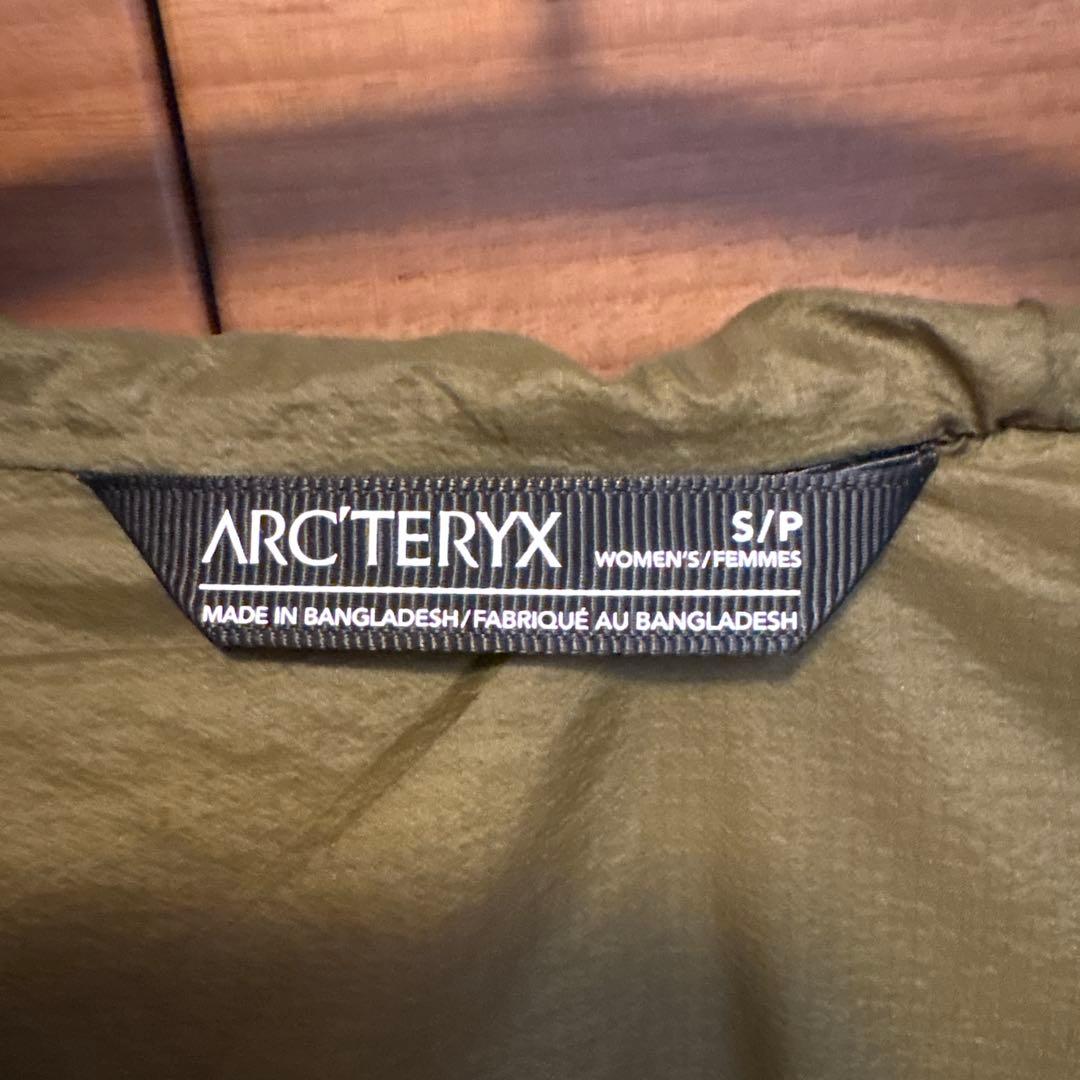 ARC'TERYX
S/P
WOMEN'S/FEMMES
MADE IN BANGLADESH/FABRIQUÉ AU BANGLADESH